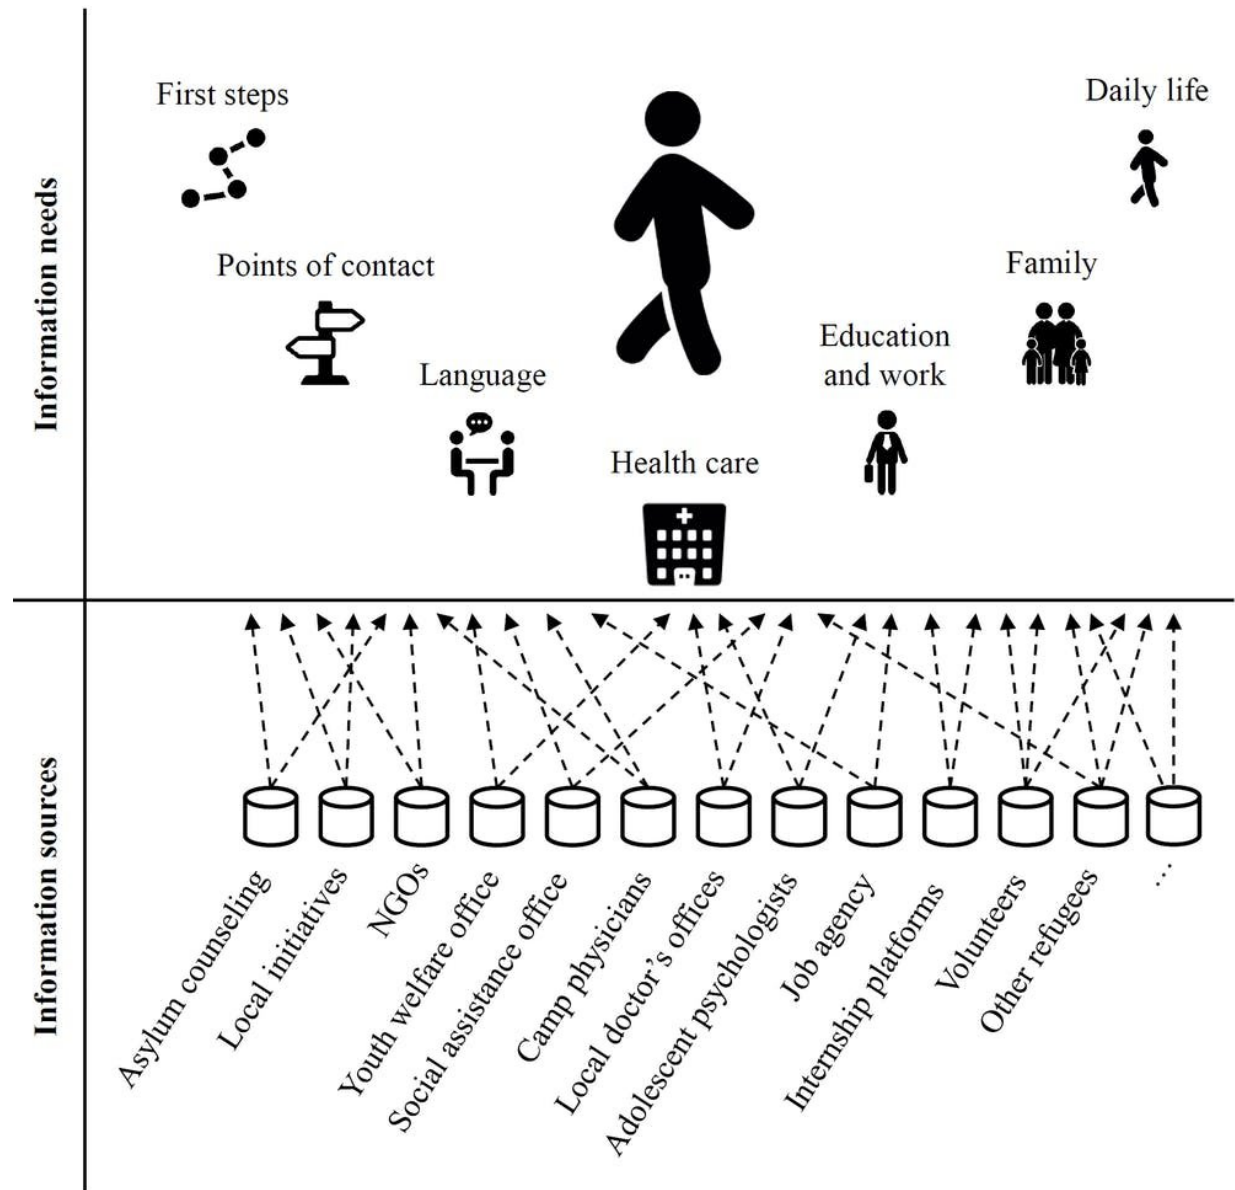 Information needs
First steps
Daily life
Points of contact
Family
Education
and work
Language
Health care
Information sources
Asylum counseling
Local initiatives
NGOs
Youth welfare office
Social assistance office
Camp physicians
Local doctor's offices
Adolescent psychologists
Job agency
Internship platforms
Volunteers
Other refugees
...